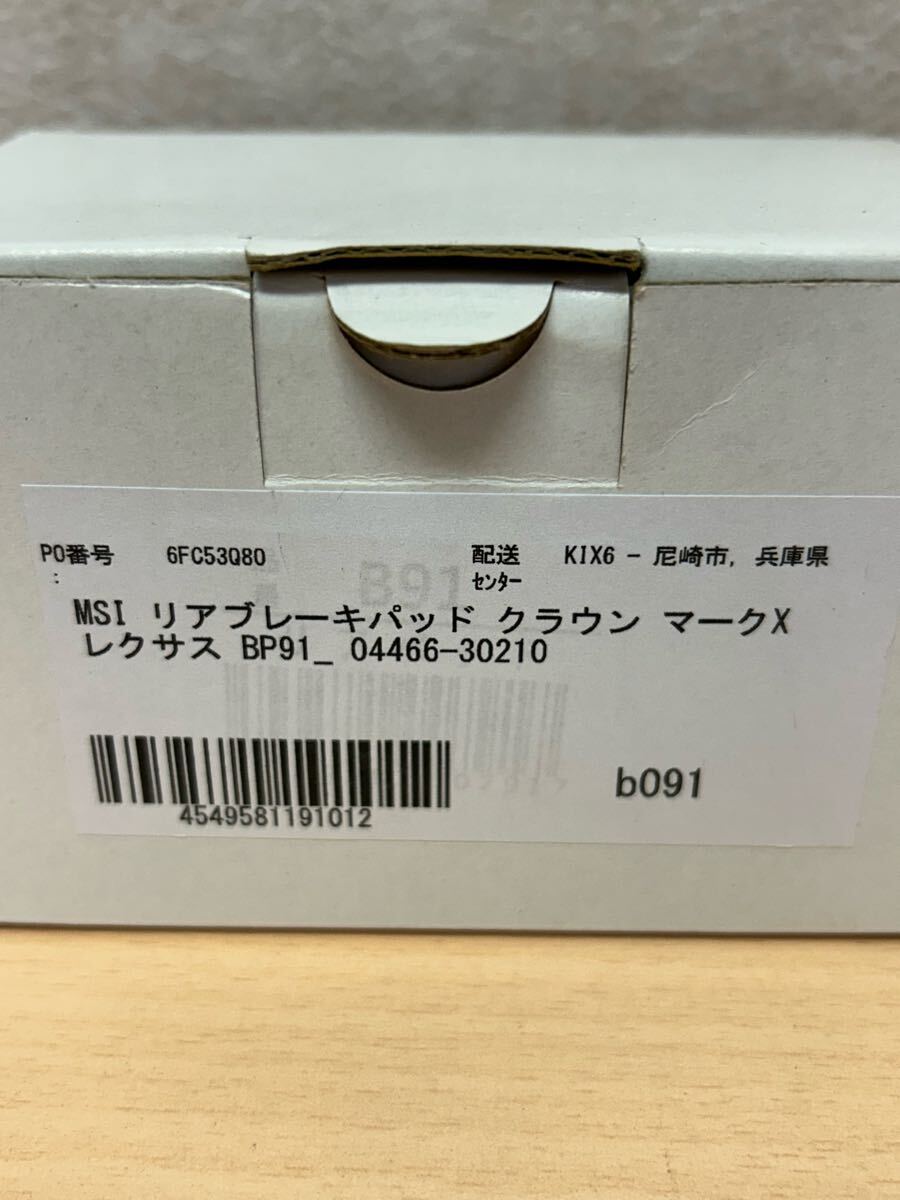 PO番号 6FC53Q80 配送 KIX6 - 尼崎市, 兵庫県
: センター
MSI リアブレーキパッド クラウン マークX
レクサス BP91_ 04466-30210
B91
4549581191012
b091